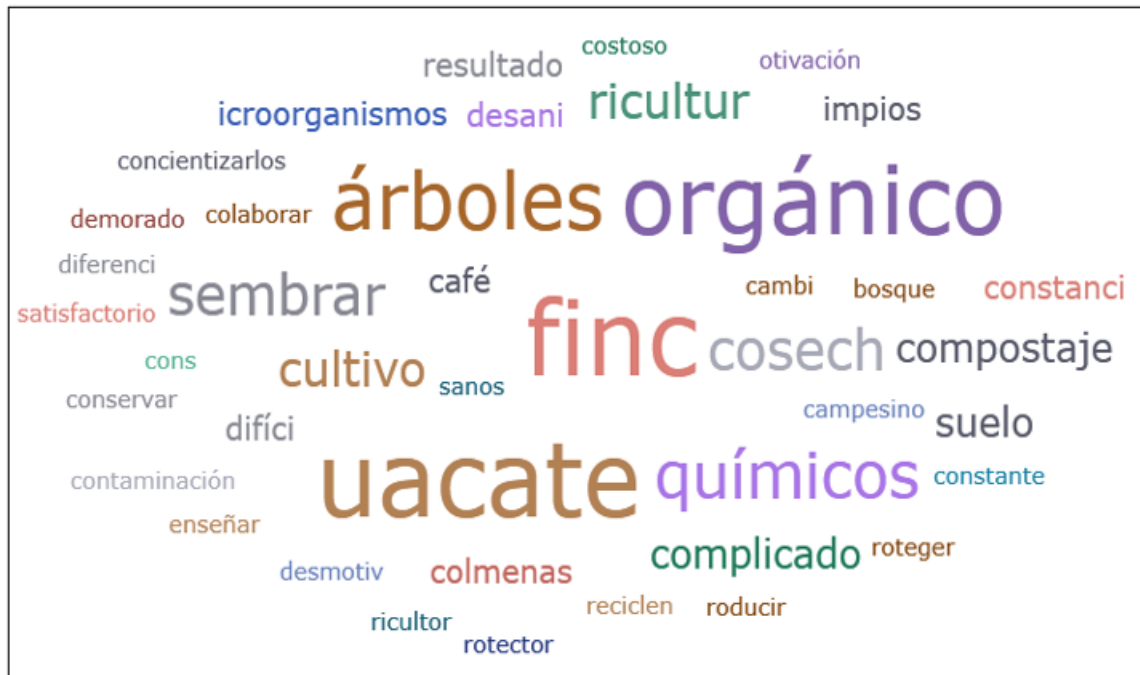 costoso
resultado
otivación
ricultur
icroorganismos
desani
impios
concientizarlos
árboles
orgánico
demorado
colaborar
diferenci
sembrar
café
cambi
bosque
constanci
satisfactorio
finc
cosech
compostaje
cons
cultivo
sanos
conservar
campesino
difíci
suelo
contaminación
uacate
químicos
constante
enseñar
complicado
roteger
desmotiv
colmenas
reciclen
roducir
ricultor
rotector